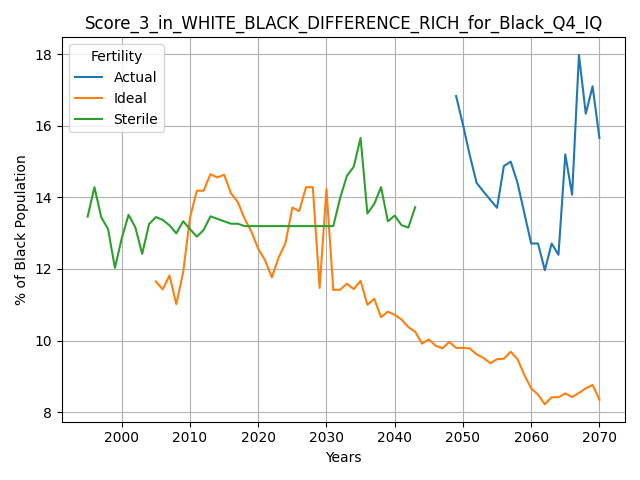 Score_3_in_WHITE_BLACK_DIFFERENCE_RICH_for_Black_Q4_IQ
Fertility
Actual
Ideal
Sterile
% of Black Population
18
16
14
12
10
8
2000 2010 2020 2030 2040 2050 2060 2070
Years